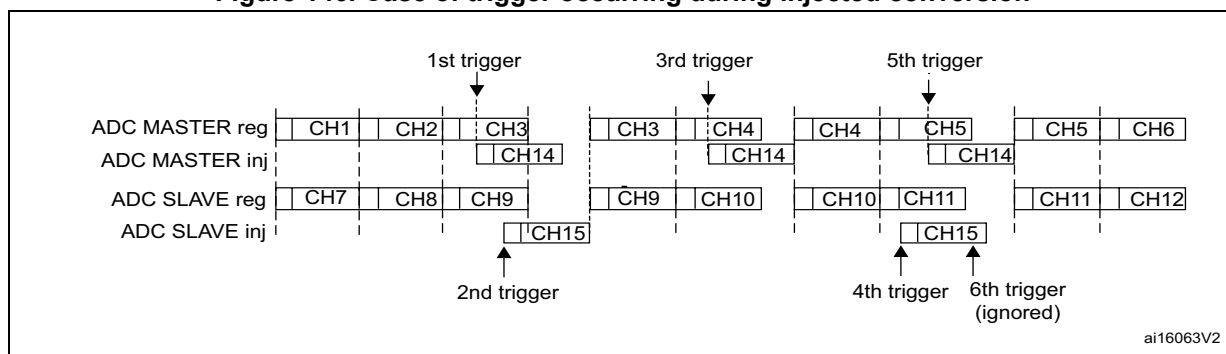 Figure 148. Case of trigger occurring during injected conversion
1st trigger 3rd trigger 5th trigger
ADC MASTER reg CH1 CH2 CH3 CH3 CH4 CH4 CH5 CH5 CH6
ADC MASTER inj CH14 CH14 CH14
ADC SLAVE reg CH7 CH8 CH9 CH9 CH10 CH10 CH11 CH11 CH12
ADC SLAVE inj CH15 CH15
2nd trigger 4th trigger 6th trigger
(ignored)
ai16063V2